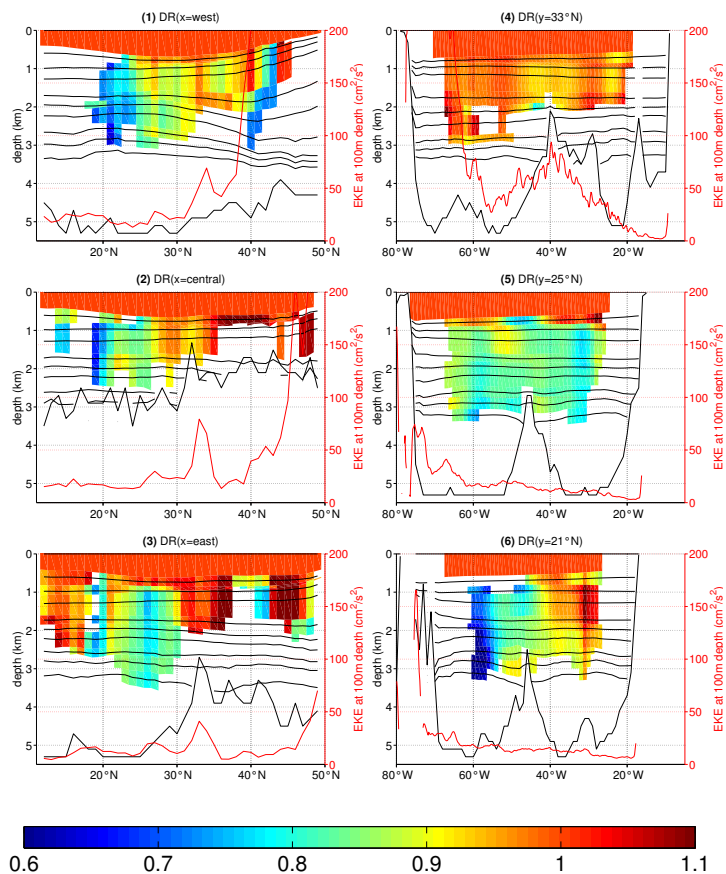 (1) DR(x=west)
0
1
2
3
4
5
depth (km)
200
150
100
50
0
EKE at 100m depth (cm²/s²)
20°N
30°N
40°N
50°N
(4) DR(y=33°N)
0
1
2
3
4
5
depth (km)
200
150
100
50
0
EKE at 100m depth (cm²/s²)
80°W
60°W
40°W
20°W
(2) DR(x=central)
0
1
2
3
4
5
depth (km)
200
150
100
50
0
EKE at 100m depth (cm²/s²)
20°N
30°N
40°N
50°N
(5) DR(y=25°N)
0
1
2
3
4
5
depth (km)
200
150
100
50
0
EKE at 100m depth (cm²/s²)
80°W
60°W
40°W
20°W
(3) DR(x=east)
0
1
2
3
4
5
depth (km)
200
150
100
50
0
EKE at 100m depth (cm²/s²)
20°N
30°N
40°N
50°N
(6) DR(y=21°N)
0
1
2
3
4
5
depth (km)
200
150
100
50
0
EKE at 100m depth (cm²/s²)
80°W
60°W
40°W
20°W
0.6 0.7 0.8 0.9 1 1.1